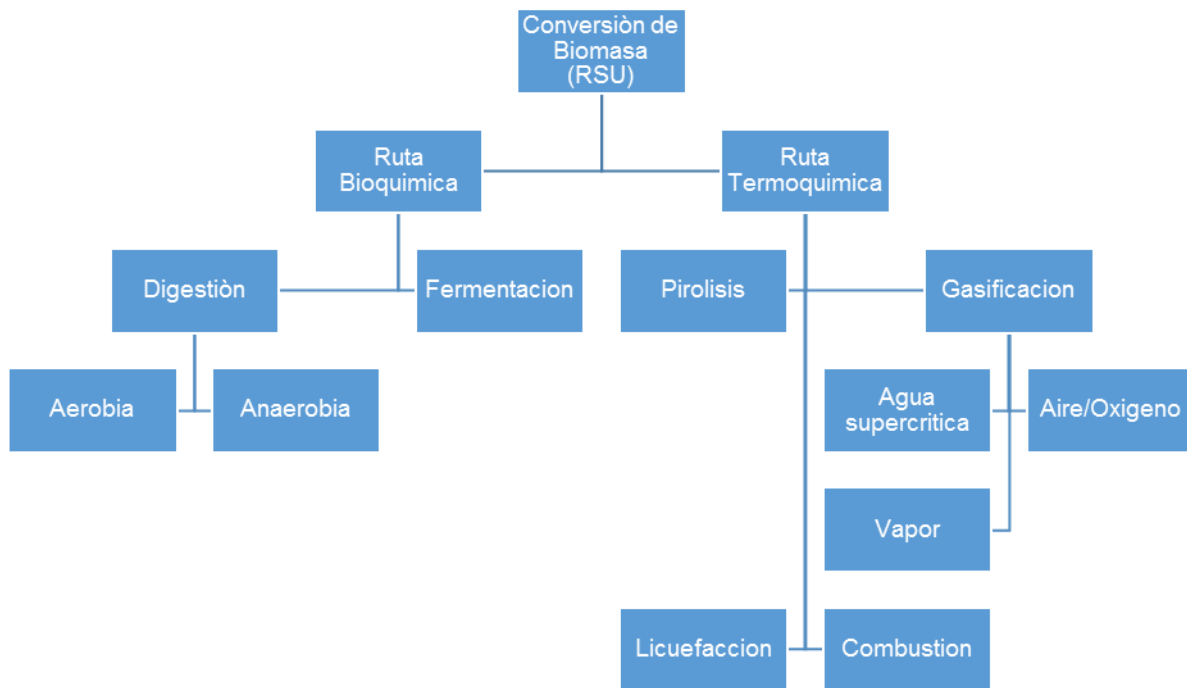 Conversiòn de
Biomasa
(RSU)
Ruta
Bioquimica
Ruta
Termoquimica
Digestiòn
Fermentacion
Pirolisis
Gasificacion
Aerobia
Anaerobia
Agua
supercritica
Aire/Oxigeno
Vapor
Licuefaccion
Combustion